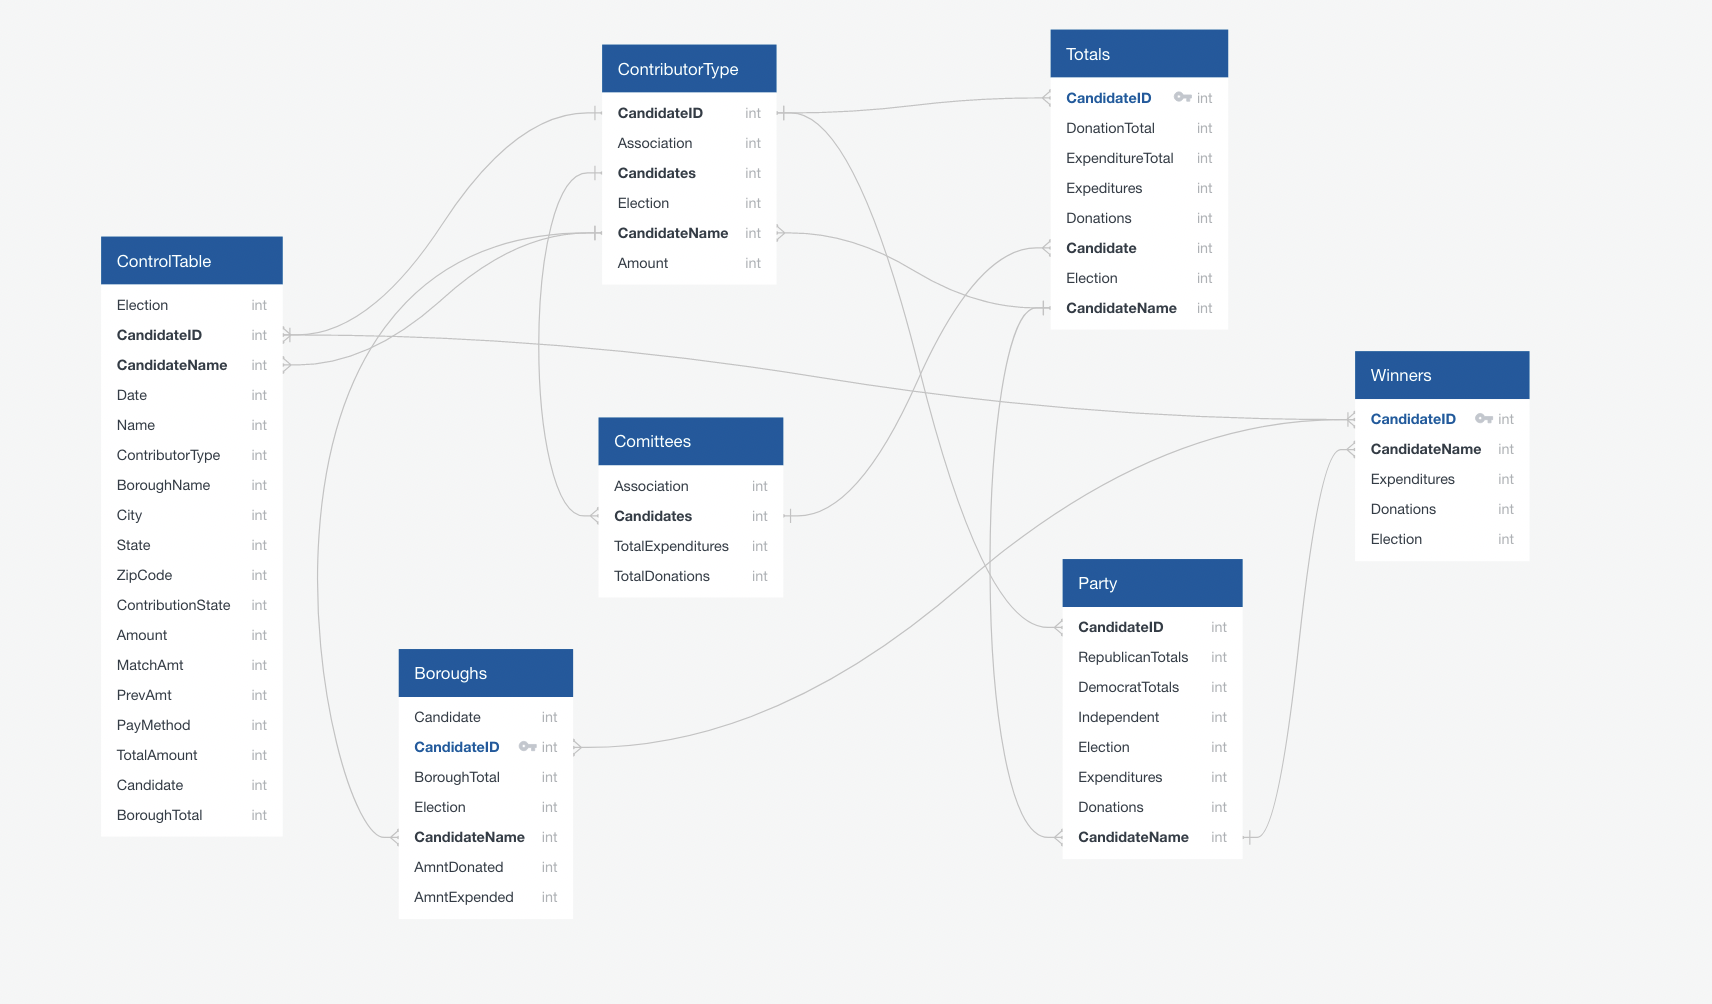 ControlTable
Election int
CandidateID int
CandidateName int
Date int
Name int
ContributorType int
BoroughName int
City int
State int
ZipCode int
ContributionState int
Amount int
MatchAmt int
PrevAmt int
PayMethod int
TotalAmount int
Candidate int
BoroughTotal int
ContributorType
CandidateID int
Association int
Candidates int
Election int
CandidateName int
Amount int
Comittees
Association int
Candidates int
TotalExpenditures int
TotalDonations int
Boroughs
Candidate int
CandidateID int
BoroughTotal int
Election int
CandidateName int
AmntDonated int
AmntExpended int
Totals
CandidateID int
DonationTotal int
ExpenditureTotal int
Expeditures int
Donations int
Candidate int
Election int
CandidateName int
Party
CandidateID int
RepublicanTotals int
DemocratTotals int
Independent int
Election int
Expenditures int
Donations int
CandidateName int
Winners
CandidateID int
CandidateName int
Expenditures int
Donations int
Election int